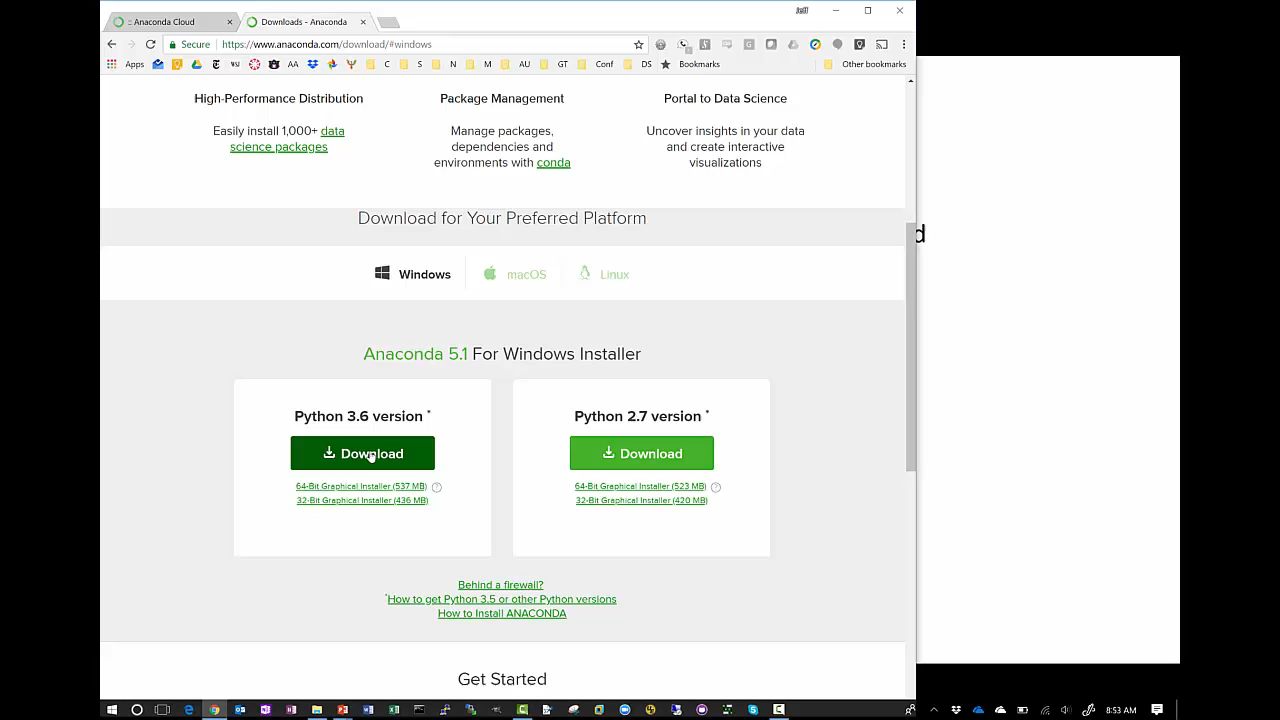 Jeff
:: Anaconda Cloud
Downloads - Anaconda
Secure
https://www.anaconda.com/download/#windows
Apps
AA
C
S
N
M
AU
GT
Conf
DS
Bookmarks
Other bookmarks
High-Performance Distribution
Easily install 1,000+ data
science packages
Package Management
Manage packages,
dependencies and
environments with conda
Portal to Data Science
Uncover insights in your data
and create interactive
visualizations
d
Download for Your Preferred Platform
Windows
macOS
Linux
Anaconda 5.1 For Windows Installer
Python 3.6 version *
Download
64-Bit Graphical Installer (537 MB) ?
32-Bit Graphical Installer (436 MB)
Python 2.7 version *
Download
64-Bit Graphical Installer (523 MB) ?
32-Bit Graphical Installer (420 MB)
Behind a firewall?
*How to get Python 3.5 or other Python versions
How to Install ANACONDA
Get Started
8:53 AM